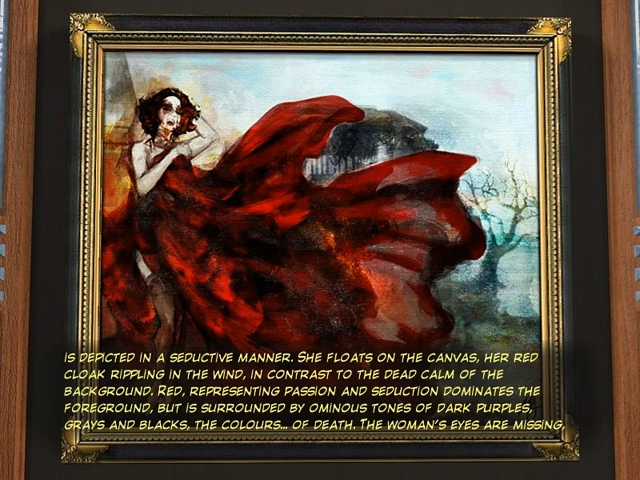 is depicted in a seductive manner. She floats on the canvas, her red
cloak rippling in the wind, in contrast to the dead calm of the
background. Red, representing passion and seduction dominates the
foreground, but is surrounded by ominous tones of dark purples,
grays and blacks, the colours... of death. The woman's eyes are missing,